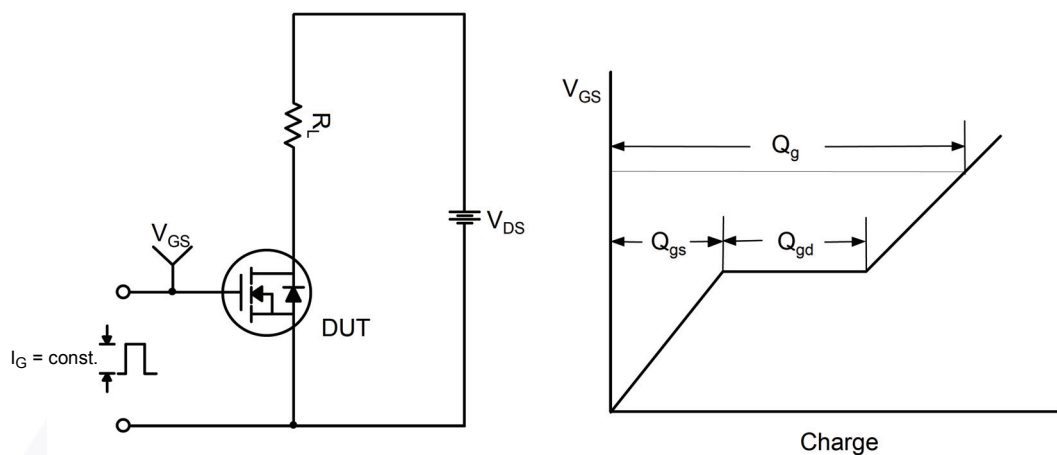 R_L
V_DS
V_GS
DUT
I_G = const.
V_GS
Q_g
Q_gs
Q_gd
Charge